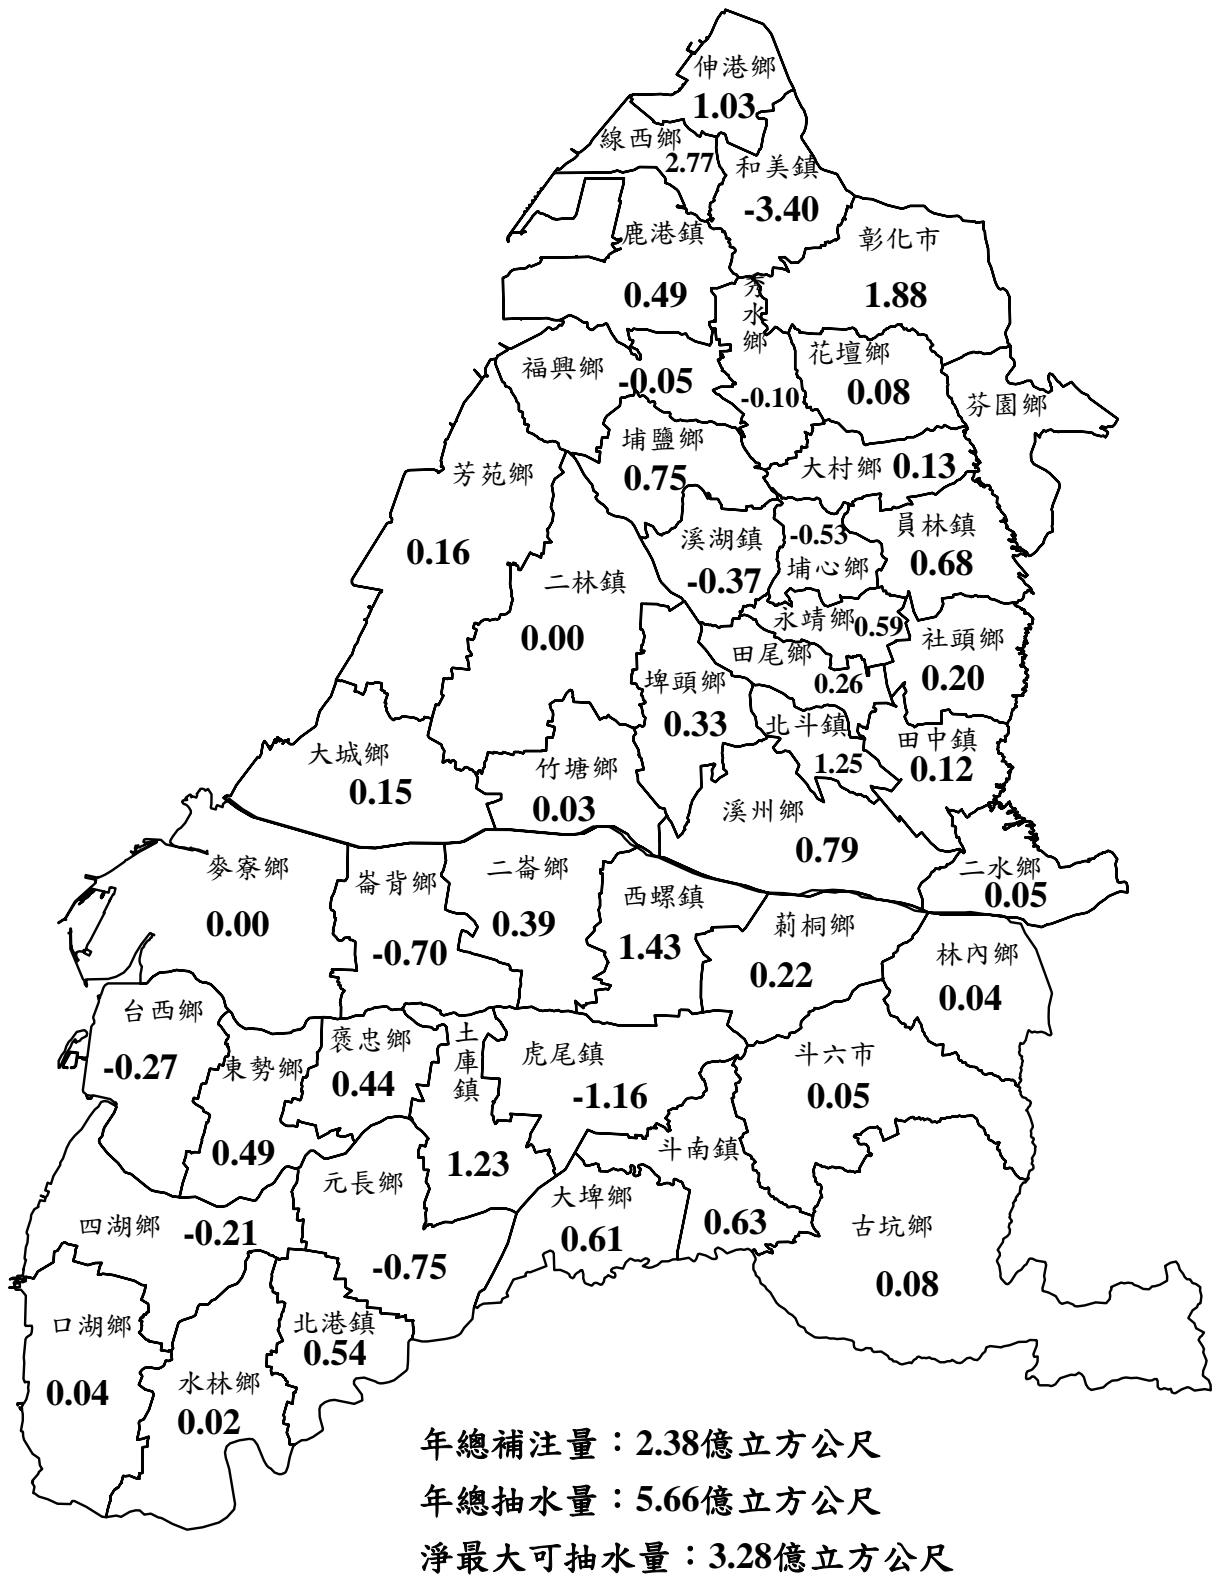 伸港鄉
1.03
線西鄉
2.77
和美鎮
-3.40
鹿港鎮
0.49
彰化市
1.88
秀水鄉
-0.10
福興鄉
-0.05
花壇鄉
0.08
芬園鄉
埔鹽鄉
0.75
大村鄉 0.13
芳苑鄉
0.16
溪湖鎮
-0.37
-0.53
埔心鄉
員林鎮
0.68
二林鎮
0.00
永靖鄉
0.59
田尾鄉
0.26
社頭鄉
0.20
埤頭鄉
0.33
北斗鎮
1.25
田中鎮
0.12
大城鄉
0.15
竹塘鄉
0.03
溪州鄉
0.79
二水鄉
0.05
麥寮鄉
0.00
崙背鄉
-0.70
二崙鄉
0.39
西螺鎮
1.43
莿桐鄉
0.22
林內鄉
0.04
台西鄉
-0.27
東勢鄉
0.49
褒忠鄉
0.44
土庫鎮
1.23
虎尾鎮
-1.16
斗六市
0.05
斗南鎮
0.63
元長鄉
-0.75
大埤鄉
0.61
古坑鄉
0.08
四湖鄉 -0.21
口湖鄉
0.04
北港鎮
0.54
水林鄉
0.02
年總補注量：2.38億立方公尺
年總抽水量：5.66億立方公尺
淨最大可抽水量：3.28億立方公尺